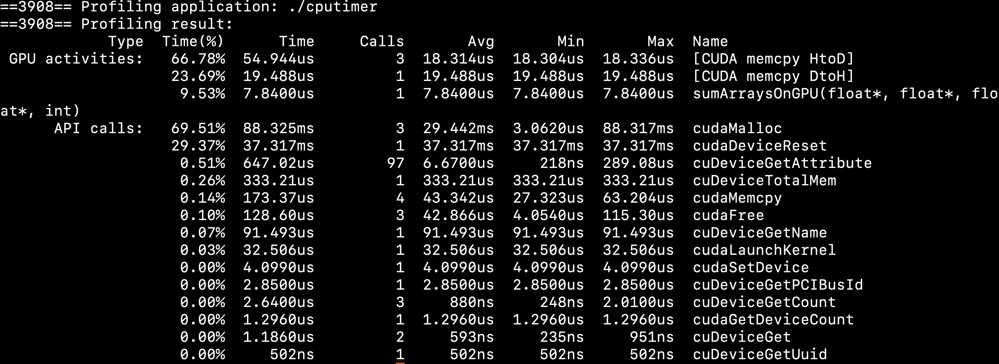 ==3908== Profiling application: ./cputimer
==3908== Profiling result:
            Type  Time(%)      Time     Calls       Avg       Min       Max  Name
 GPU activities:   66.78%  54.944us         3  18.314us  18.304us  18.336us  [CUDA memcpy HtoD]
                   23.69%  19.488us         1  19.488us  19.488us  19.488us  [CUDA memcpy DtoH]
                    9.53%  7.8400us         1  7.8400us  7.8400us  7.8400us  sumArraysOnGPU(float*, float*, flo
at*, int)
      API calls:   69.51%  88.325ms         3  29.442ms  3.0620us  88.317ms  cudaMalloc
                   29.37%  37.317ms         1  37.317ms  37.317ms  37.317ms  cudaDeviceReset
                    0.51%  647.02us        97  6.6700us     218ns  289.08us  cuDeviceGetAttribute
                    0.26%  333.21us         1  333.21us  333.21us  333.21us  cuDeviceTotalMem
                    0.14%  173.37us         4  43.342us  27.323us  63.204us  cudaMemcpy
                    0.10%  128.60us         3  42.866us  4.0540us  115.30us  cudaFree
                    0.07%  91.493us         1  91.493us  91.493us  91.493us  cuDeviceGetName
                    0.03%  32.506us         1  32.506us  32.506us  32.506us  cudaLaunchKernel
                    0.00%  4.0990us         1  4.0990us  4.0990us  4.0990us  cudaSetDevice
                    0.00%  2.8500us         1  2.8500us  2.8500us  2.8500us  cuDeviceGetPCIBusId
                    0.00%  2.6400us         3     880ns     248ns  2.0100us  cuDeviceGetCount
                    0.00%  1.2960us         1  1.2960us  1.2960us  1.2960us  cudaGetDeviceCount
                    0.00%  1.1860us         2     593ns     235ns     951ns  cuDeviceGet
                    0.00%     502ns         1     502ns     502ns     502ns  cuDeviceGetUuid